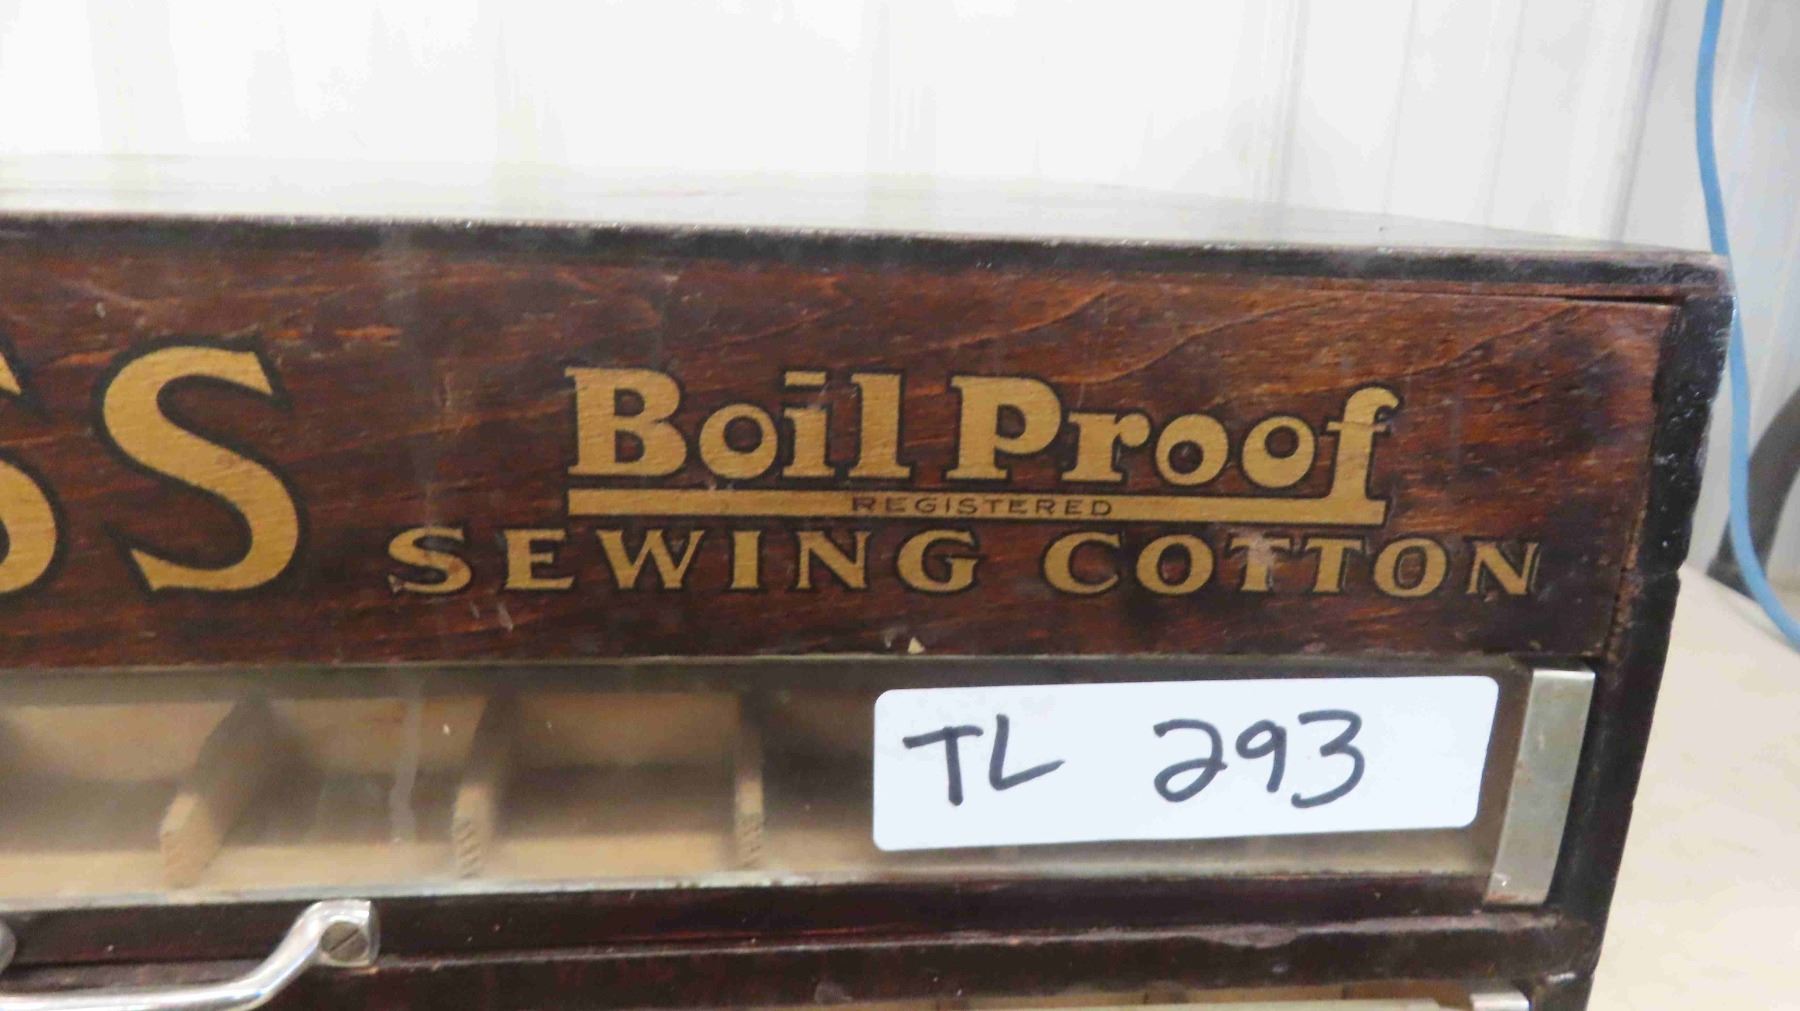 SS
Boil Proof
REGISTERED
SEWING COTTON
TL 293